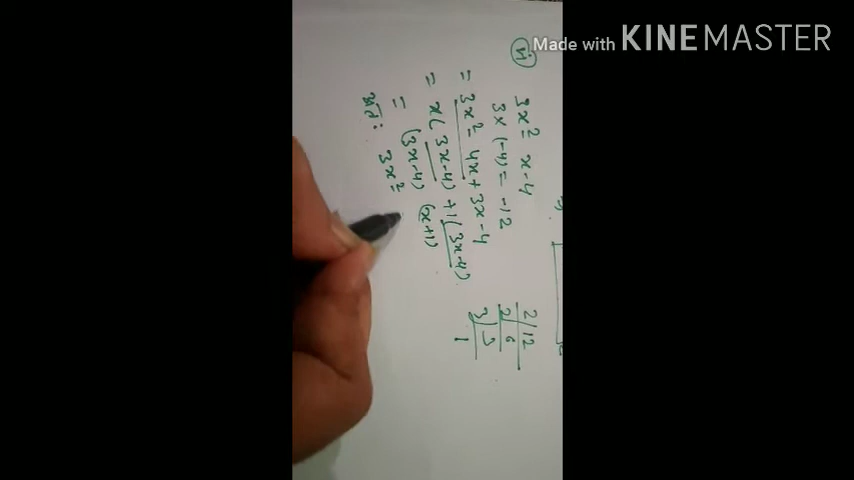 Made with KINEMASTER
vi
3x² - x - 4
3 × (-4) = -12
= 3x² - 4x + 3x - 4
= x(3x-4) + 1(3x-4)
= (3x-4) (x+1)
3x² -
2 | 12
2 | 6
3 | 3
1